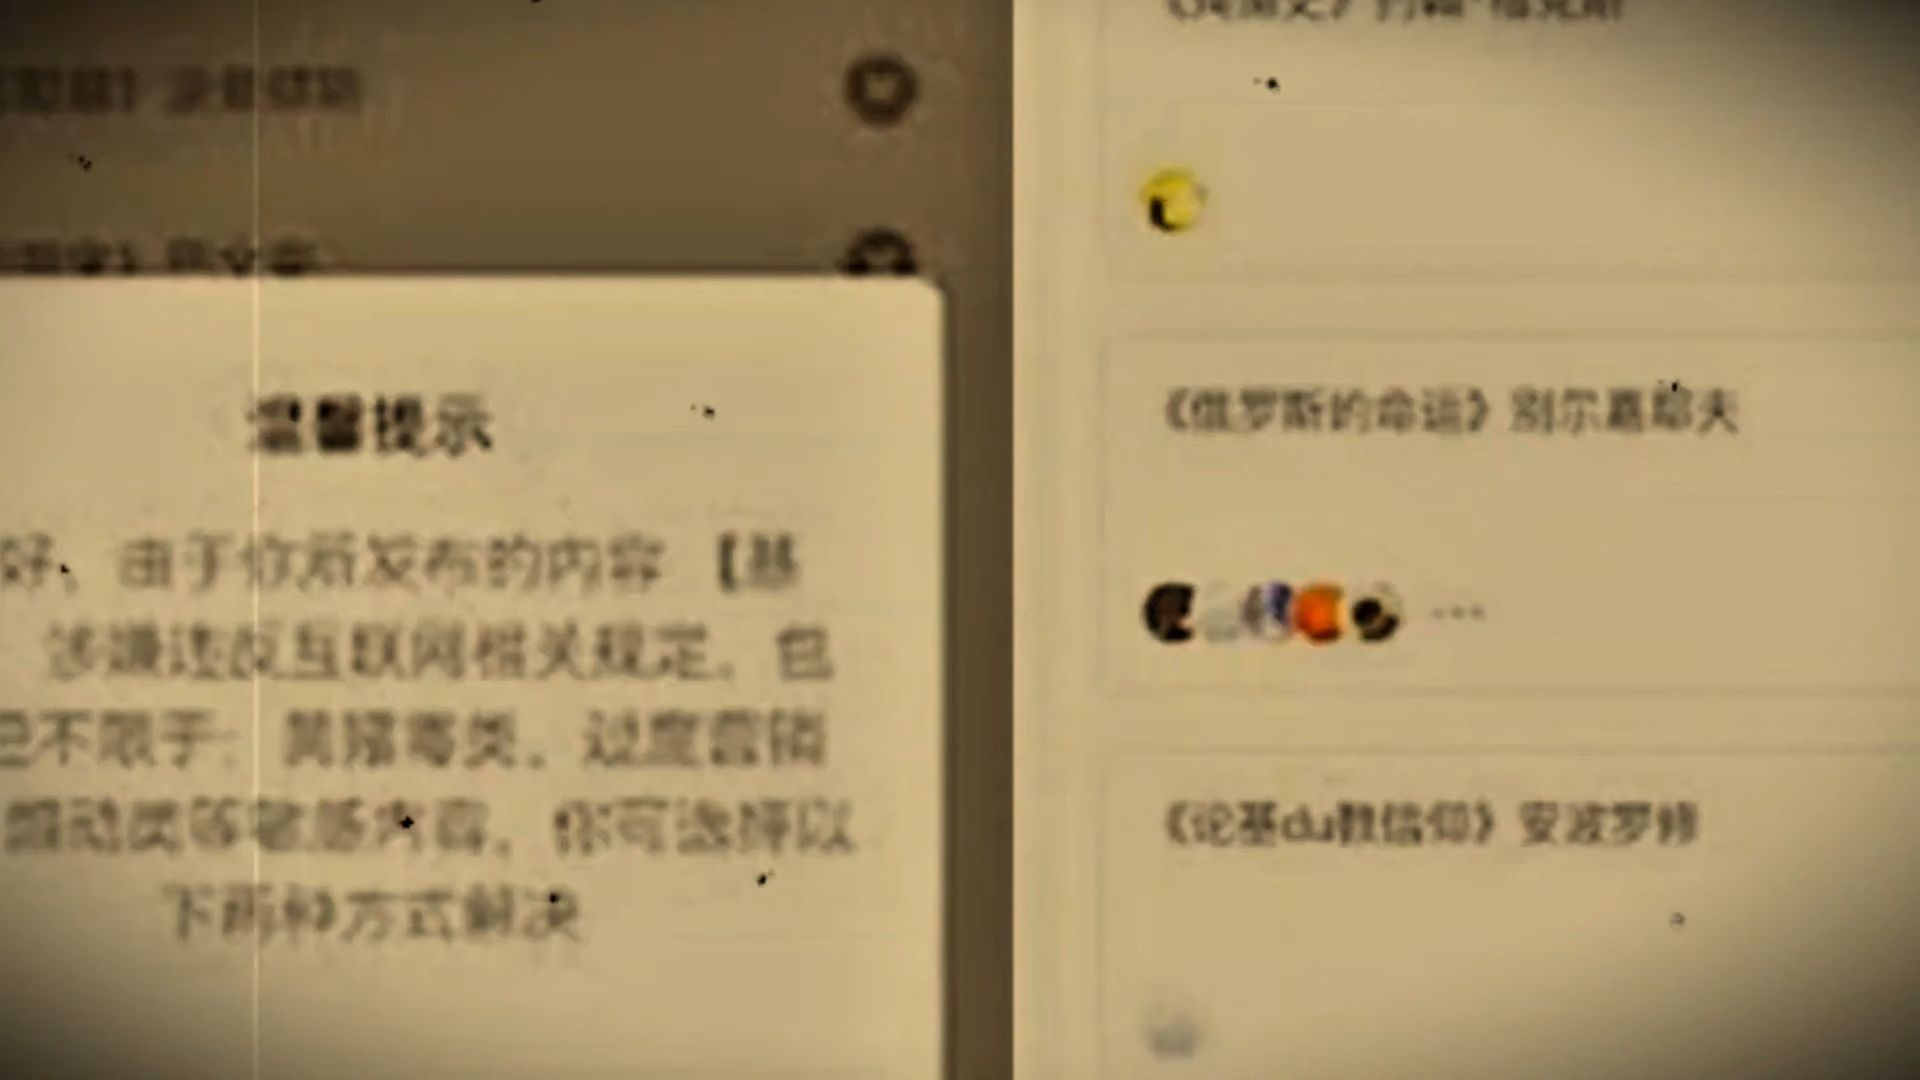 温馨提示
好，由于你所发布的内容 【基
涉嫌违反互联网相关规定，包
已不限于：黄赌毒类、过度营销
煽动类等敏感内容，你可选择以
下两种方式解决
《俄罗斯的命运》别尔嘉耶夫
《论基du教信仰》安波罗修